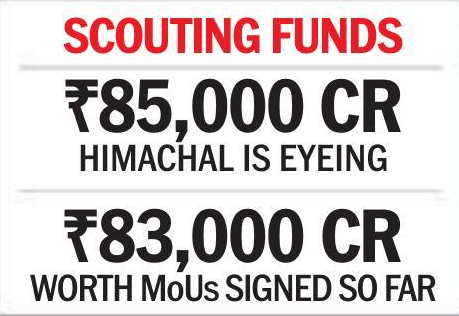 SCOUTING FUNDS
₹85,000 CR
HIMACHAL IS EYEING
₹83,000 CR
WORTH MoUs SIGNED SO FAR